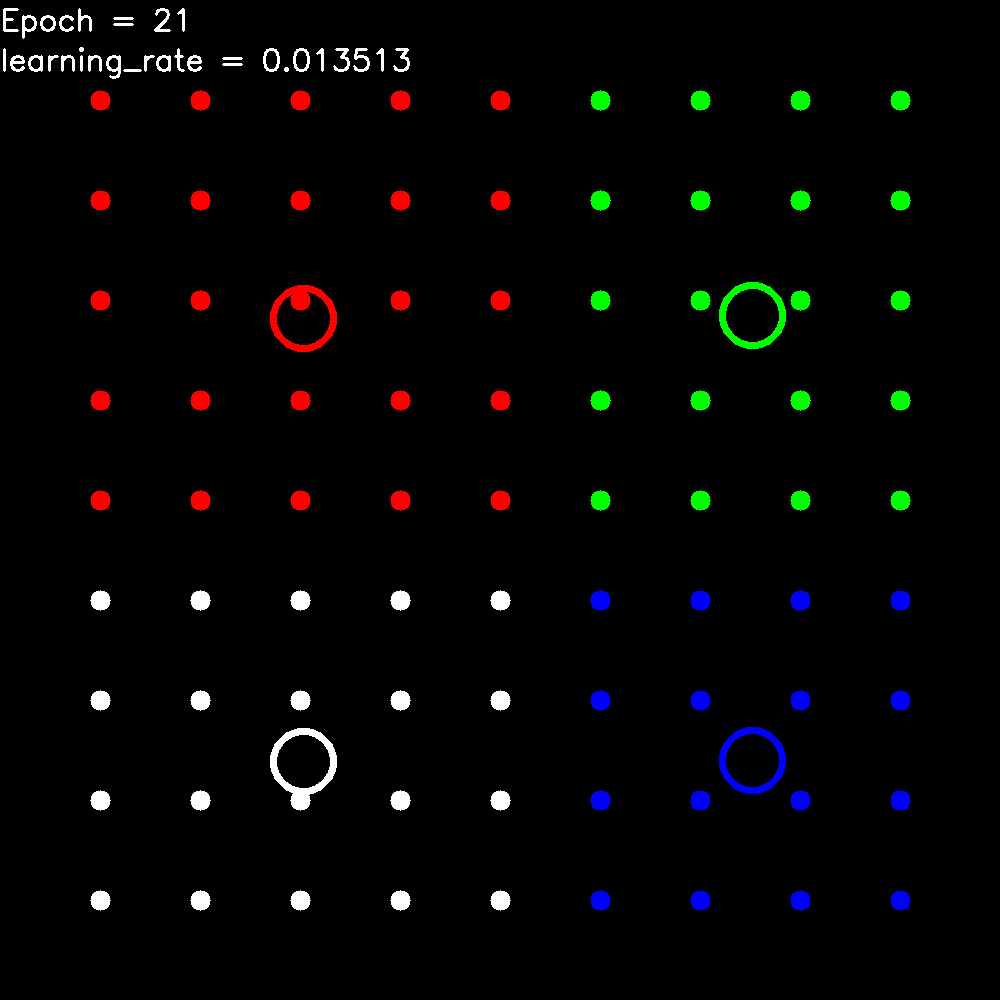 Epoch = 21
learning_rate = 0.013513